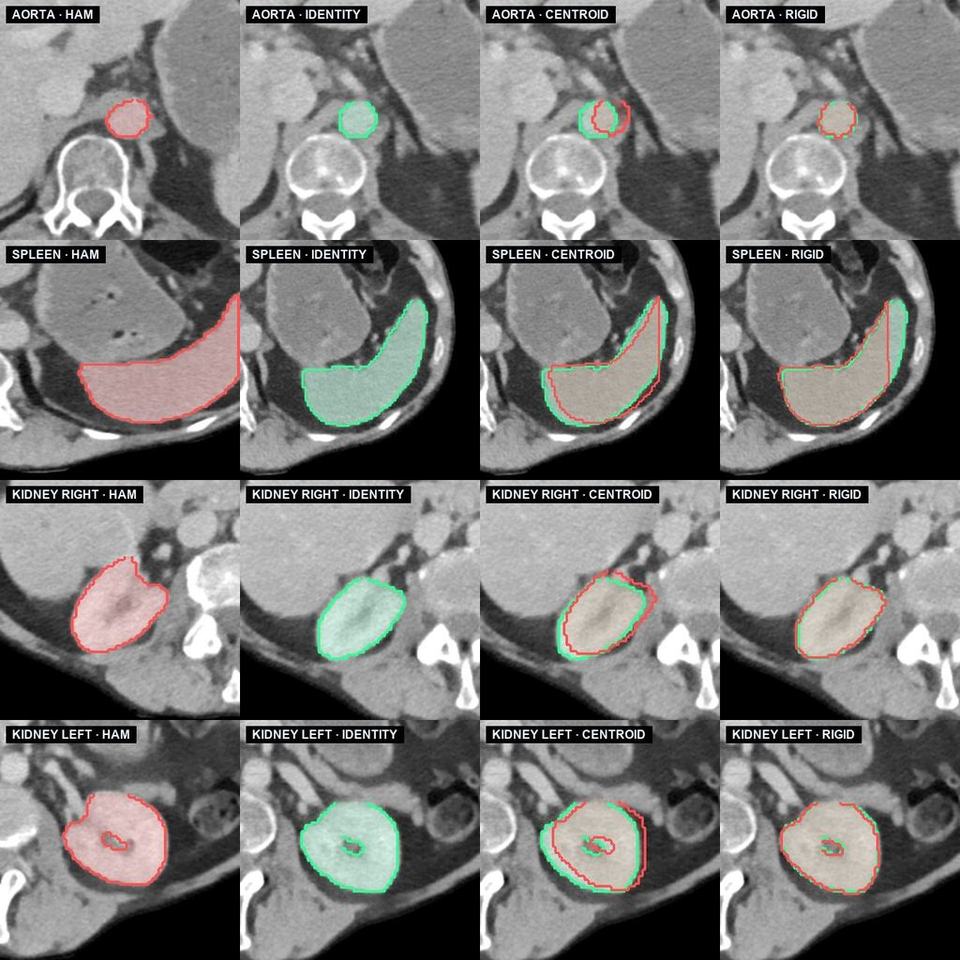 AORTA · HAM
AORTA · IDENTITY
AORTA · CENTROID
AORTA · RIGID
SPLEEN · HAM
SPLEEN · IDENTITY
SPLEEN · CENTROID
SPLEEN · RIGID
KIDNEY RIGHT · HAM
KIDNEY RIGHT · IDENTITY
KIDNEY RIGHT · CENTROID
KIDNEY RIGHT · RIGID
KIDNEY LEFT · HAM
KIDNEY LEFT · IDENTITY
KIDNEY LEFT · CENTROID
KIDNEY LEFT · RIGID